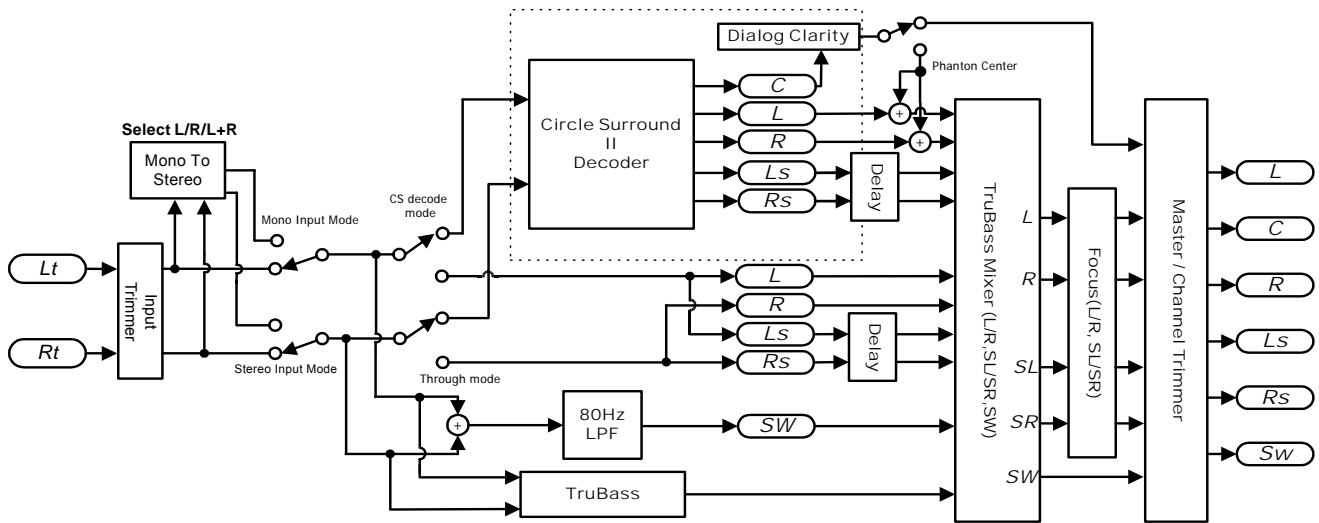 Dialog Clarity
Phanton Center
C
L
R
Ls
Rs
Circle Surround
II
Decoder
Delay
Select L/R/L+R
Mono To
Stereo
Mono Input Mode
CS decode
mode
Lt
Rt
Input
Trimmer
Stereo Input Mode
Through mode
L
R
Ls
Rs
Delay
+
+
+
80Hz
LPF
SW
TruBass
TruBass Mixer (L/R,SL/SR,SW)
L
R
SL
SR
SW
Focus(L/R, SL/SR)
Master / Channel Trimmer
L
C
R
Ls
Rs
Sw